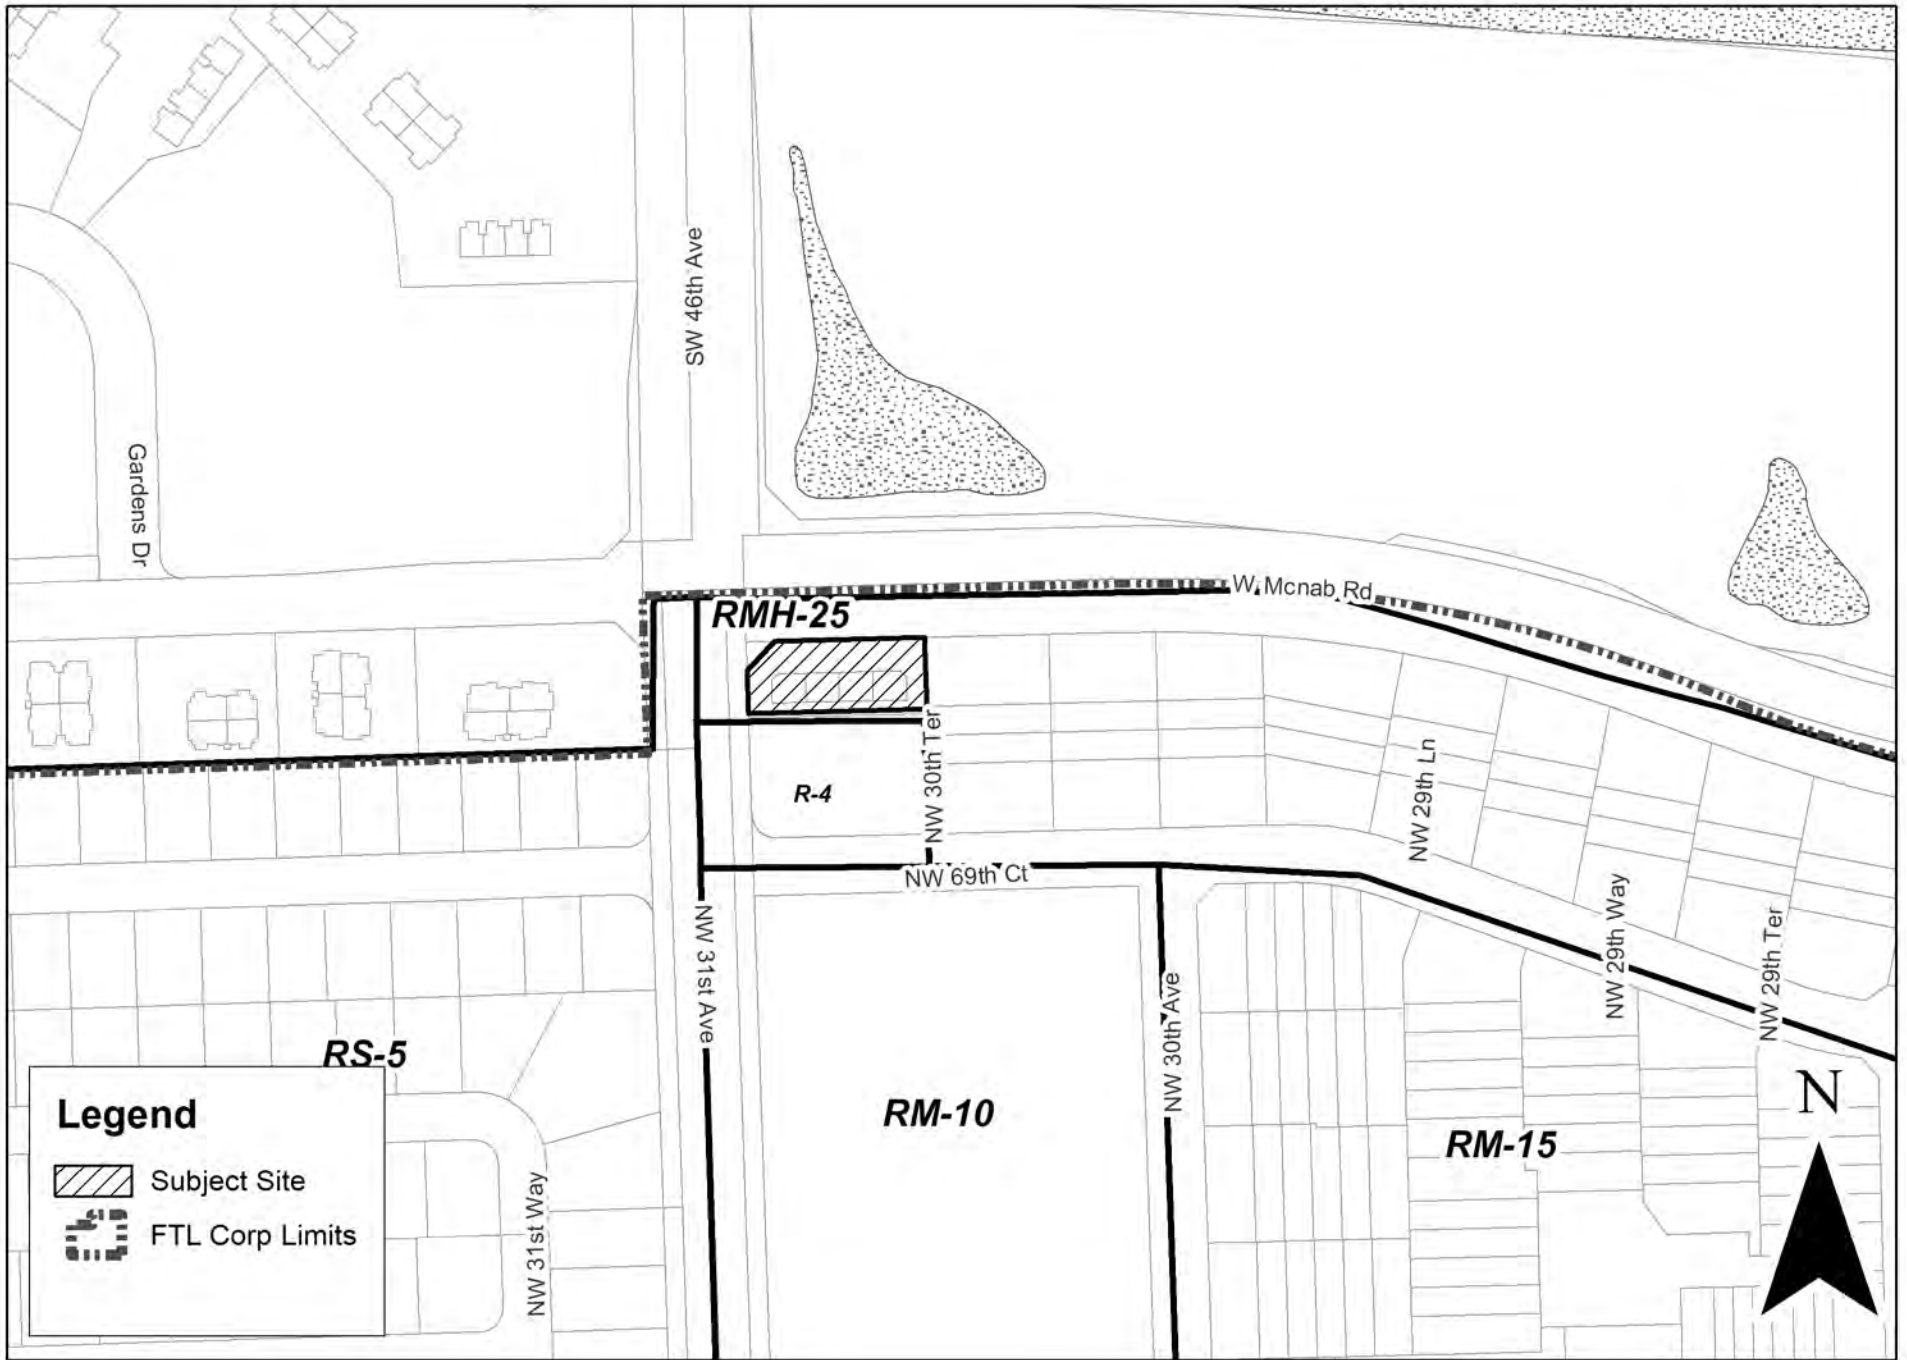 SW 46th Ave
Gardens Dr
W Mcnab Rd
RMH-25
R-4
NW 30th Ter
NW 29th Ln
NW 69th Ct
NW 31st Ave
NW 29th Way
NW 29th Ter
NW 30th Ave
RS-5
RM-10
RM-15
N
NW 31st Way
Legend
Subject Site
FTL Corp Limits